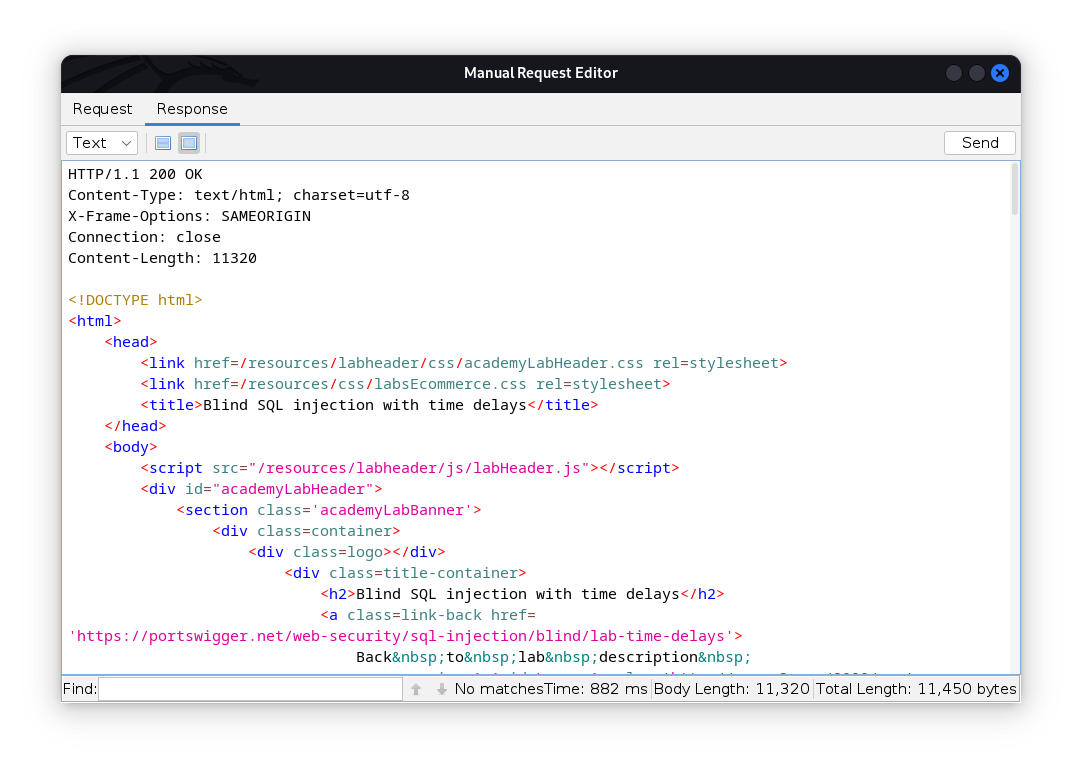 Manual Request Editor
Request Response
Text Send
HTTP/1.1 200 OK
Content-Type: text/html; charset=utf-8
X-Frame-Options: SAMEORIGIN
Connection: close
Content-Length: 11320
<!DOCTYPE html>
<html>
<head>
<link href=/resources/labheader/css/academyLabHeader.css rel=stylesheet>
<link href=/resources/css/labsEcommerce.css rel=stylesheet>
<title>Blind SQL injection with time delays</title>
</head>
<body>
<script src="/resources/labheader/js/labHeader.js"></script>
<div id="academyLabHeader">
<section class='academyLabBanner'>
<div class=container>
<div class=logo></div>
<div class=title-container>
<h2>Blind SQL injection with time delays</h2>
<a class=link-back href=
'https://portswigger.net/web-security/sql-injection/blind/lab-time-delays'>
Back&nbsp;to&nbsp;lab&nbsp;description&nbsp;
Find: No matches Time: 882 ms Body Length: 11,320 Total Length: 11,450 bytes